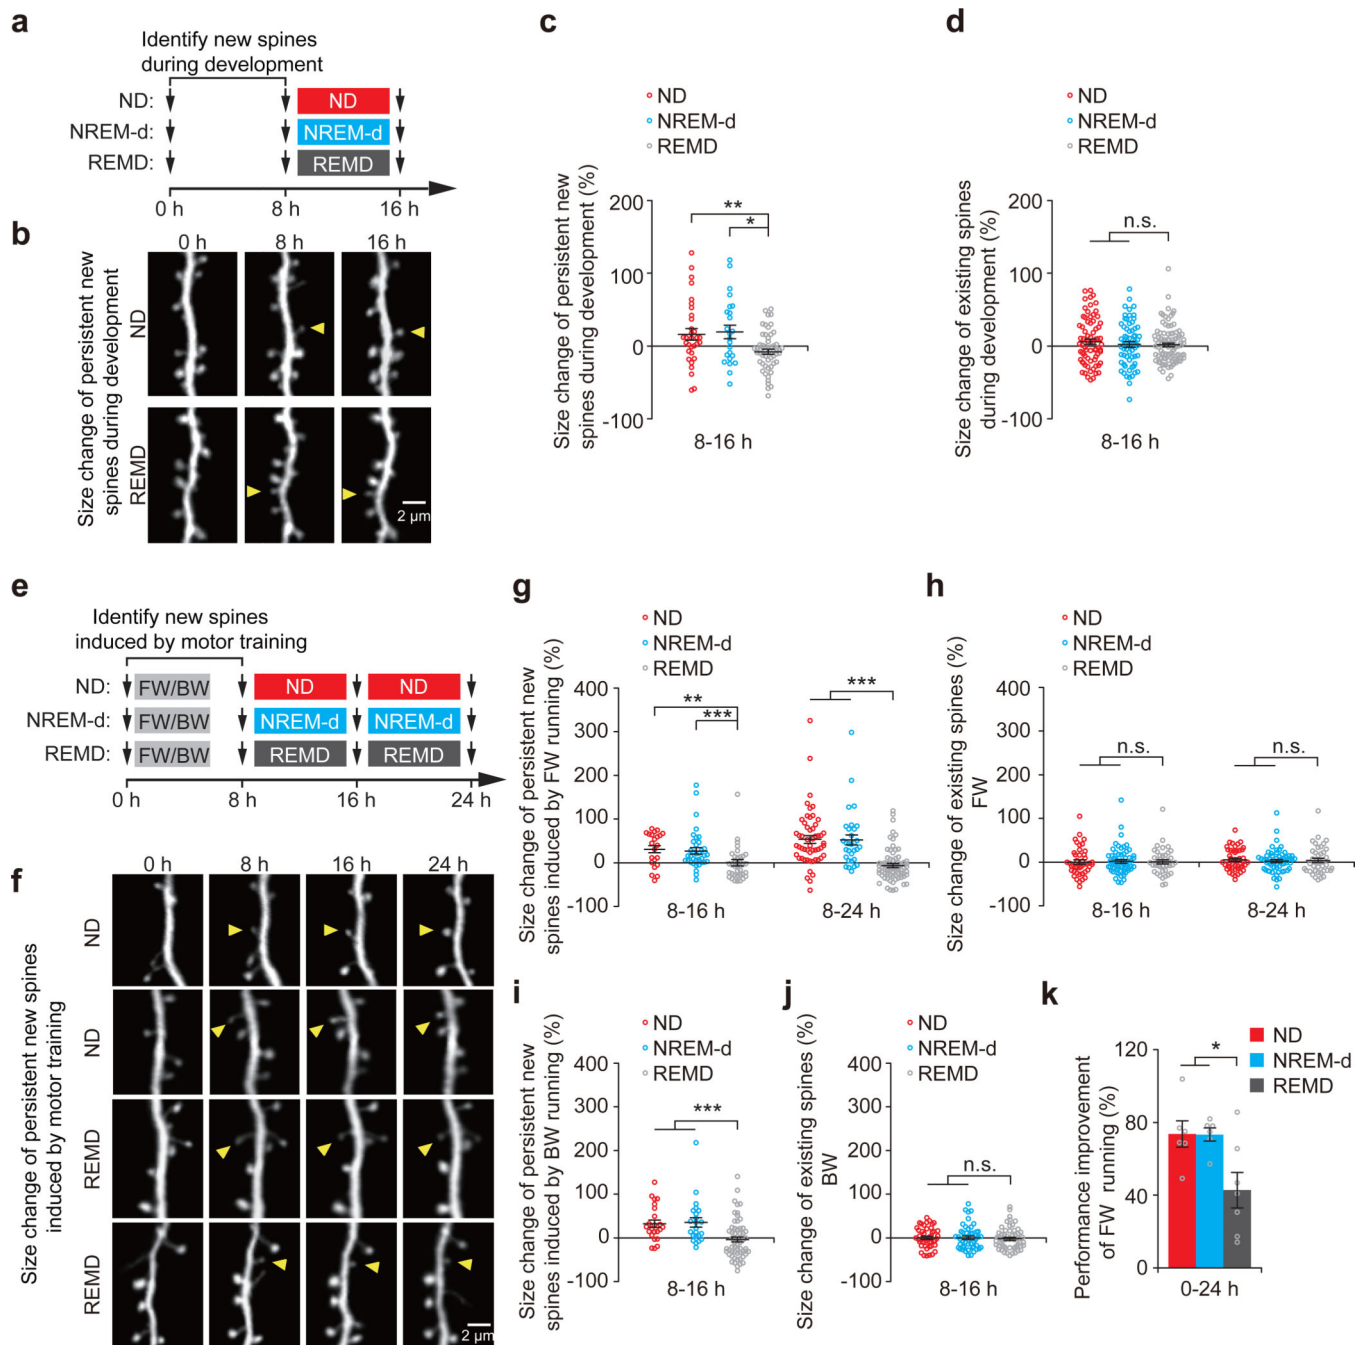 a
Identify new spines
during development
ND:
ND
NREM-d:
NREM-d
REMD:
REMD
0 h
8 h
16 h
b
0 h
8 h
16 h
Size change of persistent new
spines during development
ND
REMD
2 µm
c
ND
NREM-d
REMD
Size change of persistent new
spines during development (%)
200
**
*
0
-100
8-16 h
d
ND
NREM-d
REMD
Size change of existing spines
during development (%)
200
n.s.
0
-100
8-16 h
e
Identify new spines
induced by motor training
ND:
FW/BW
ND
ND
NREM-d:
FW/BW
NREM-d
NREM-d
REMD:
FW/BW
REMD
REMD
0 h
8 h
16 h
24 h
f
0 h
8 h
16 h
24 h
Size change of persistent new spines
induced by motor training
ND
ND
REMD
REMD
2 µm
g
ND
NREM-d
REMD
Size change of persistent new
spines induced by FW running (%)
400
300
200
100
0
-100
**
***
***
8-16 h
8-24 h
h
ND
NREM-d
REMD
Size change of existing spines (%)
FW
400
300
200
100
0
-100
n.s.
n.s.
8-16 h
8-24 h
i
ND
NREM-d
REMD
Size change of persistent new
spines induced by BW running (%)
400
300
200
100
0
-100
***
8-16 h
j
ND
NREM-d
REMD
Size change of existing spines (%)
BW
400
300
200
100
0
-100
n.s.
8-16 h
k
ND
NREM-d
REMD
Performance improvement
of FW running (%)
120
80
40
0
*
0-24 h